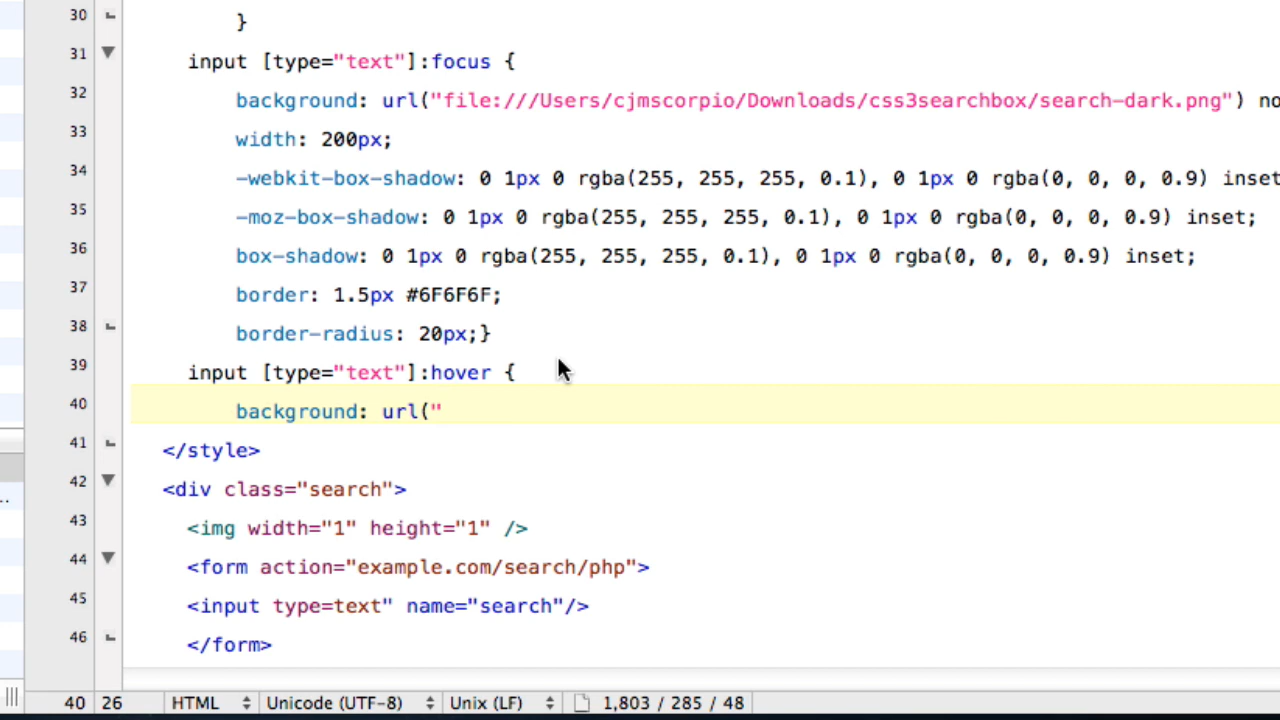 30 }
31 input [type="text"]:focus {
32 background: url("file:///Users/cjmscorpio/Downloads/css3searchbox/search-dark.png") no
33 width: 200px;
34 -webkit-box-shadow: 0 1px 0 rgba(255, 255, 255, 0.1), 0 1px 0 rgba(0, 0, 0, 0.9) inset
35 -moz-box-shadow: 0 1px 0 rgba(255, 255, 255, 0.1), 0 1px 0 rgba(0, 0, 0, 0.9) inset;
36 box-shadow: 0 1px 0 rgba(255, 255, 255, 0.1), 0 1px 0 rgba(0, 0, 0, 0.9) inset;
37 border: 1.5px #6F6F6F;
38 border-radius: 20px;}
39 input [type="text"]:hover {
40 background: url("
41 </style>
42 <div class="search">
43 <img width="1" height="1" />
44 <form action="example.com/search/php">
45 <input type=text" name="search"/>
46 </form>
40 26 HTML Unicode (UTF-8) Unix (LF) 1,803 / 285 / 48